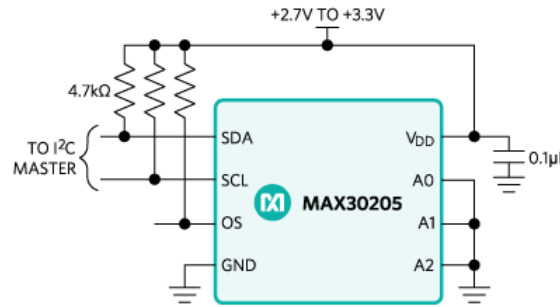 +2.7V TO +3.3V
4.7kΩ
TO I²C
MASTER
SDA
SCL
OS
GND
MAX30205
VDD
A0
A1
A2
0.1µ